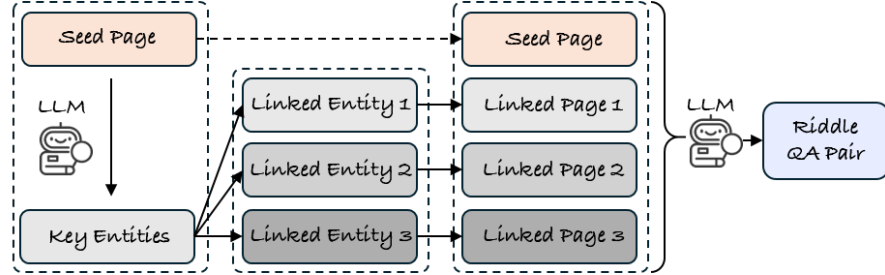 Seed Page
Seed Page
LLM
Linked Entity 1
Linked Page 1
LLM
Linked Entity 2
Linked Page 2
Riddle
QA Pair
Key Entities
Linked Entity 3
Linked Page 3